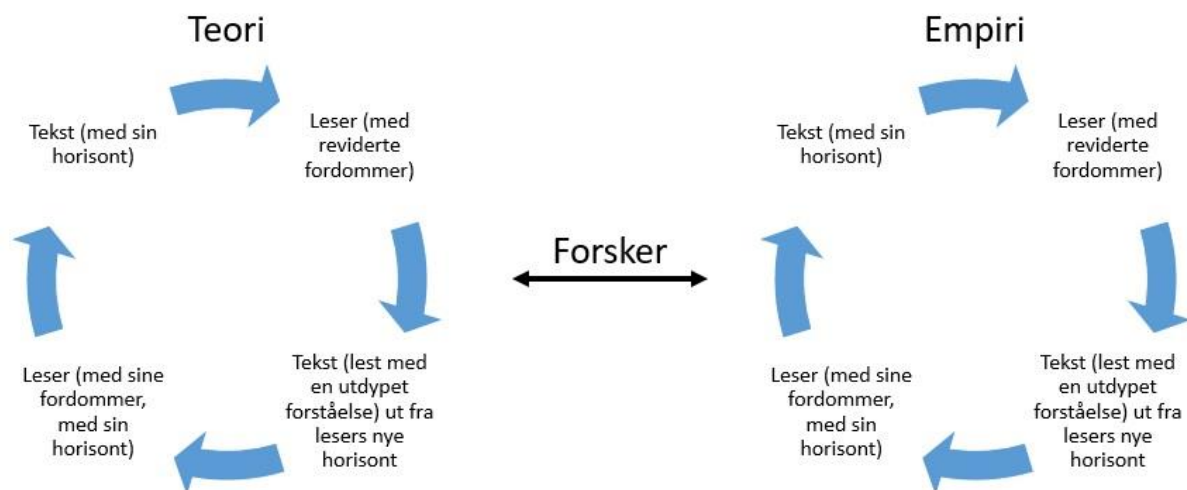 Teori
Tekst (med sin
horisont)
Leser (med
reviderte
fordommer)
Tekst (lest med
en utdypet
forståelse) ut fra
lesers nye
horisont
Leser (med sine
fordommer,
med sin
horisont)
Forsker
Empiri
Tekst (med sin
horisont)
Leser (med
reviderte
fordommer)
Tekst (lest med
en utdypet
forståelse) ut fra
lesers nye
horisont
Leser (med sine
fordommer,
med sin
horisont)